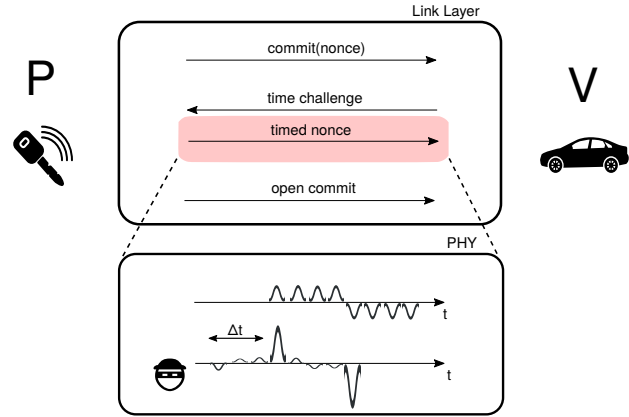 Link Layer
P
V
commit(nonce)
time challenge
timed nonce
open commit
PHY
t
Δt
t